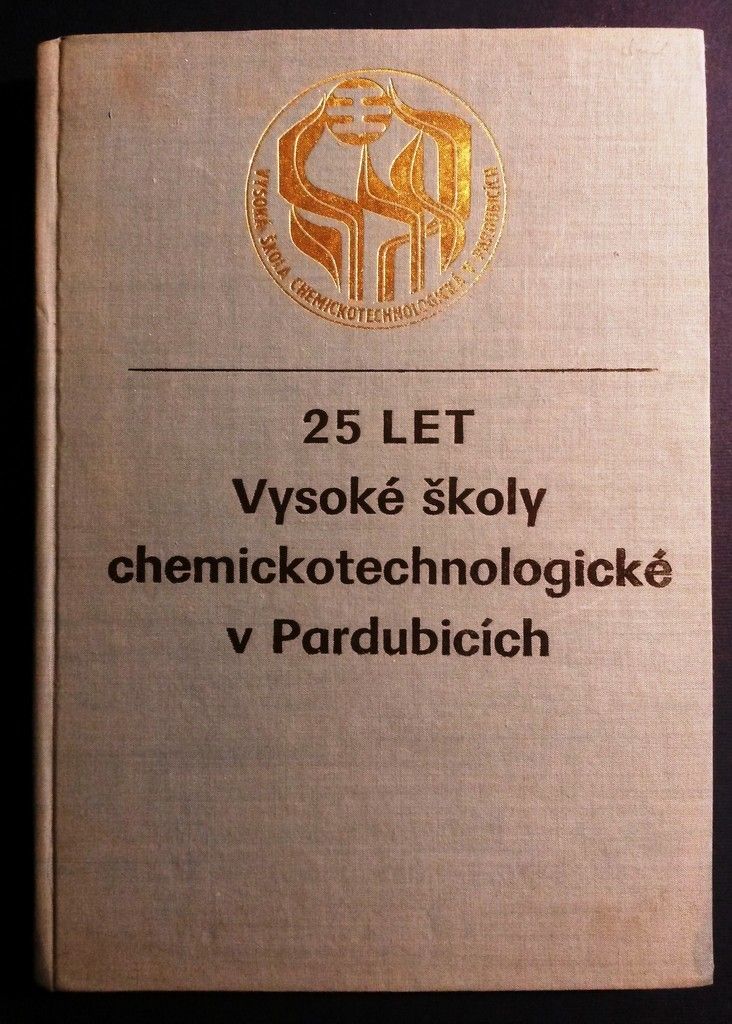 VYSOKÁ ŠKOLA CHEMICKOTECHNOLOGICKÁ V PARDUBICÍCH
25 LET
Vysoké školy
chemickotechnologické
v Pardubicích